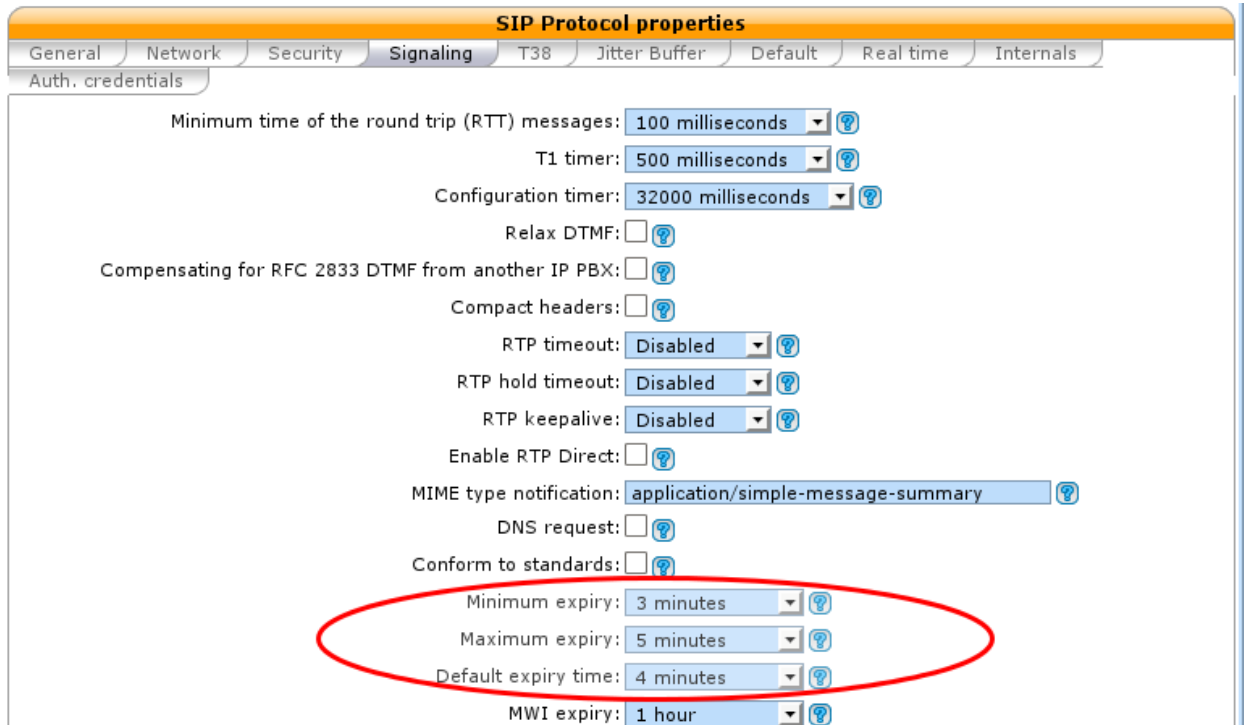 SIP Protocol properties
General Network Security Signaling T38 Jitter Buffer Default Real time Internals
Auth. credentials
Minimum time of the round trip (RTT) messages: 100 milliseconds ?
T1 timer: 500 milliseconds ?
Configuration timer: 32000 milliseconds ?
Relax DTMF: ?
Compensating for RFC 2833 DTMF from another IP PBX: ?
Compact headers: ?
RTP timeout: Disabled ?
RTP hold timeout: Disabled ?
RTP keepalive: Disabled ?
Enable RTP Direct: ?
MIME type notification: application/simple-message-summary ?
DNS request: ?
Conform to standards: ?
Minimum expiry: 3 minutes ?
Maximum expiry: 5 minutes ?
Default expiry time: 4 minutes ?
MWI expiry: 1 hour ?